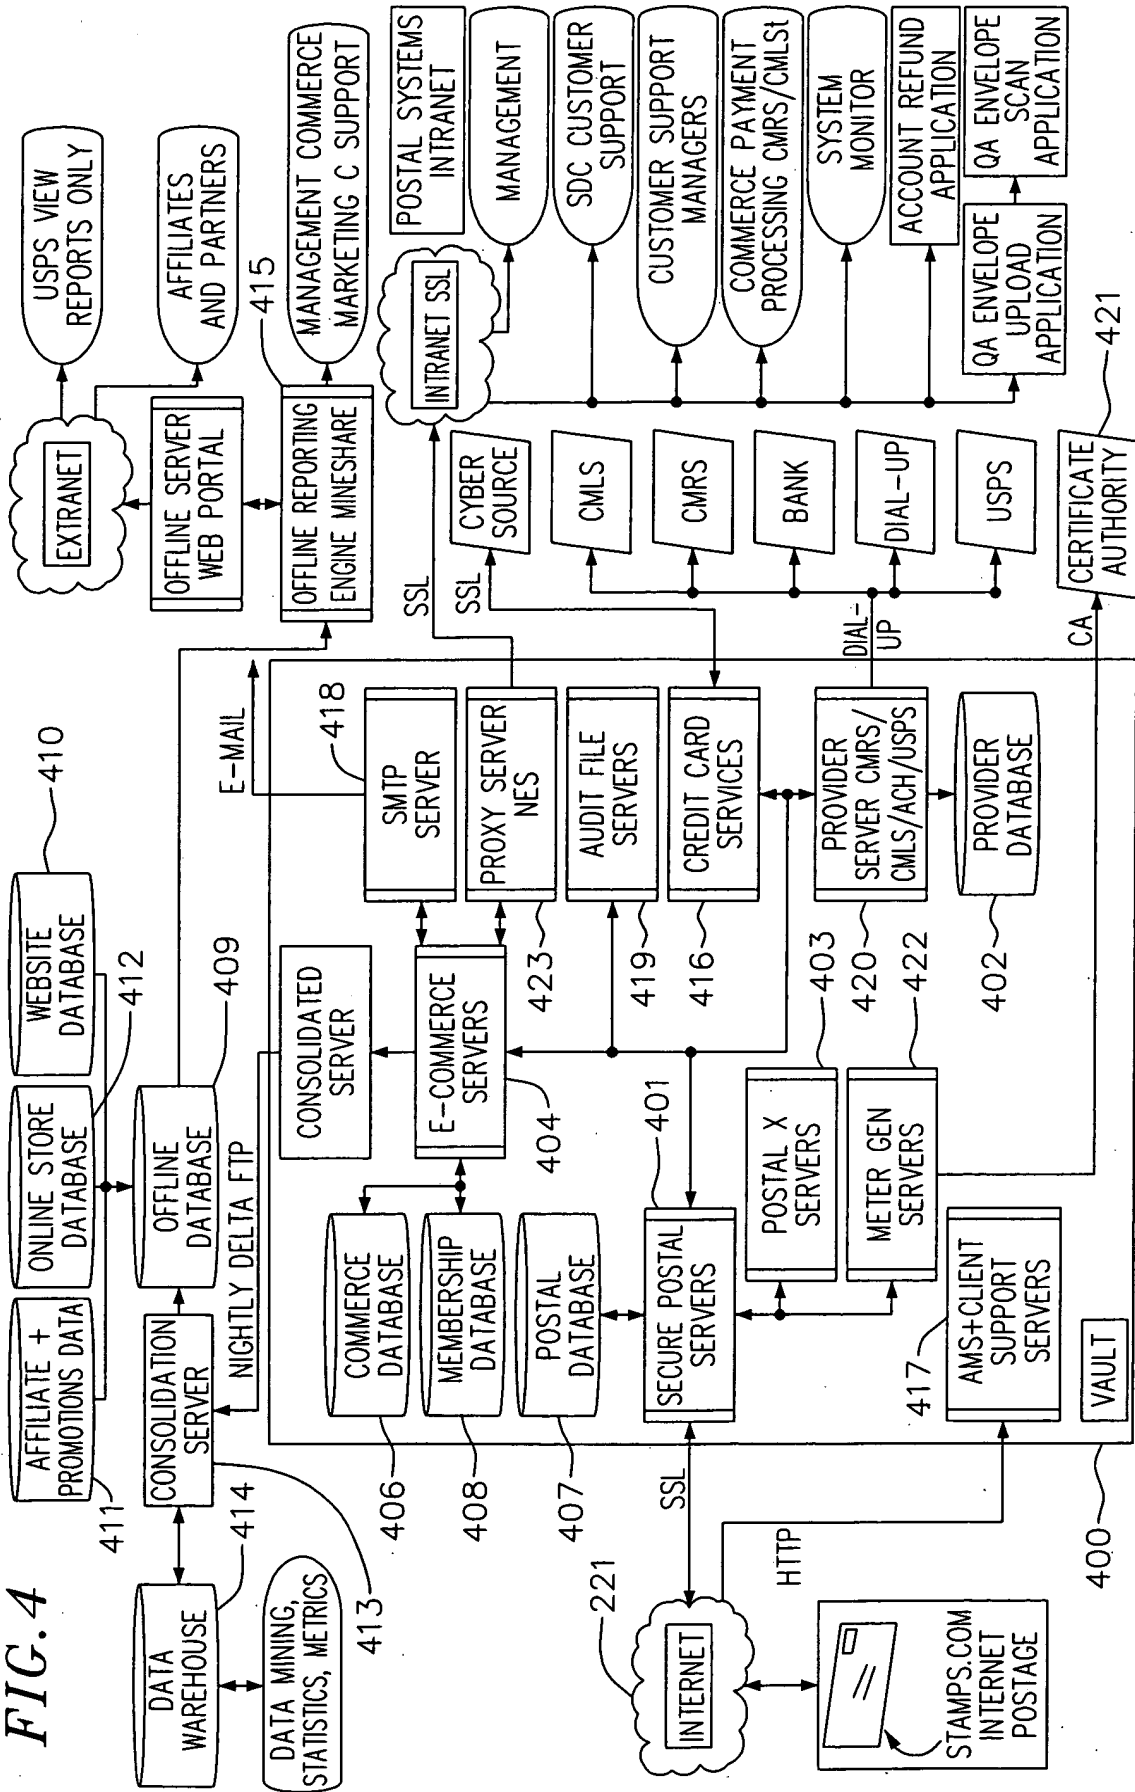 FIG.4
AFFILIATE +
PROMOTIONS DATA
411
ONLINE STORE
DATABASE
412
WEBSITE
DATABASE
410
DATA
WAREHOUSE
414
CONSOLIDATION
SERVER
413
OFFLINE
DATABASE
409
DATA MINING,
STATISTICS, METRICS
NIGHTLY DELTA FTP
E-MAIL
EXTRANET
USPS VIEW
REPORTS ONLY
AFFILIATES
AND PARTNERS
OFFLINE SERVER
WEB PORTAL
415
OFFLINE REPORTING
ENGINE MINESHARE
MANAGEMENT COMMERCE
MARKETING C SUPPORT
CONSOLIDATED
SERVER
COMMERCE
DATABASE
406
MEMBERSHIP
DATABASE
408
POSTAL
DATABASE
407
E-COMMERCE
SERVERS
404
418
SMTP
SERVER
PROXY SERVER
NES
423
AUDIT FILE
SERVERS
419
CREDIT CARD
SERVICES
416
PROVIDER
SERVER CMRS/
CMLS/ACH/USPS
420
PROVIDER
DATABASE
402
SECURE POSTAL
SERVERS
401
POSTAL X
SERVERS
403
METER GEN
SERVERS
422
AMS+CLIENT
SUPPORT
SERVERS
417
VAULT
400
INTERNET
221
SSL
HTTP
STAMPS.COM
INTERNET
POSTAGE
SSL
SSL
DIAL-
UP
CA
CYBER
SOURCE
CMLS
CMRS
BANK
DIAL-UP
USPS
CERTIFICATE
AUTHORITY
421
INTRANET SSL
POSTAL SYSTEMS
INTRANET
MANAGEMENT
SDC CUSTOMER
SUPPORT
CUSTOMER SUPPORT
MANAGERS
COMMERCE PAYMENT
PROCESSING CMRS/CMLSt
SYSTEM
MONITOR
ACCOUNT REFUND
APPLICATION
QA ENVELOPE
UPLOAD
APPLICATION
QA ENVELOPE
SCAN
APPLICATION